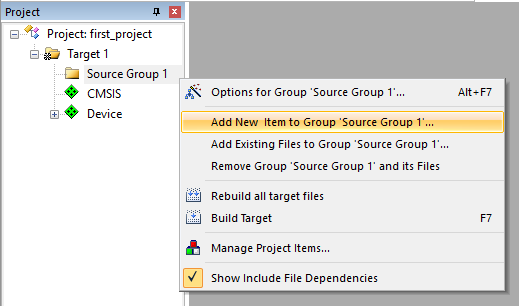 Project
Project: first_project
Target 1
Source Group 1
CMSIS
Device
Options for Group 'Source Group 1'... Alt+F7
Add New Item to Group 'Source Group 1'...
Add Existing Files to Group 'Source Group 1'...
Remove Group 'Source Group 1' and its Files
Rebuild all target files
Build Target F7
Manage Project Items...
Show Include File Dependencies